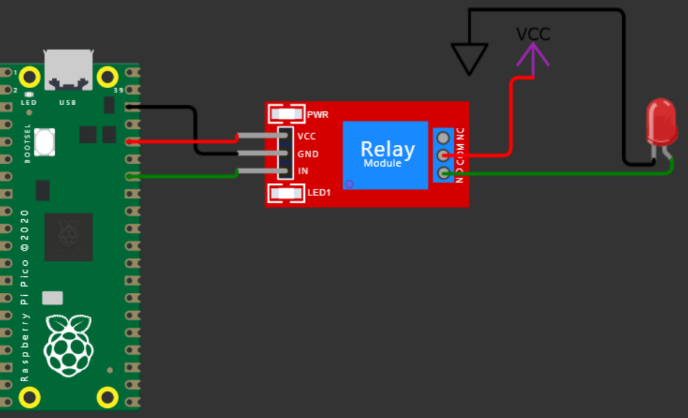 VCC
1
2
39
LED
USB
BOOTSEL
Raspberry Pi Pico ©2020
PWR
VCC
GND
IN
LED1
Relay
Module
NC
COM
NO